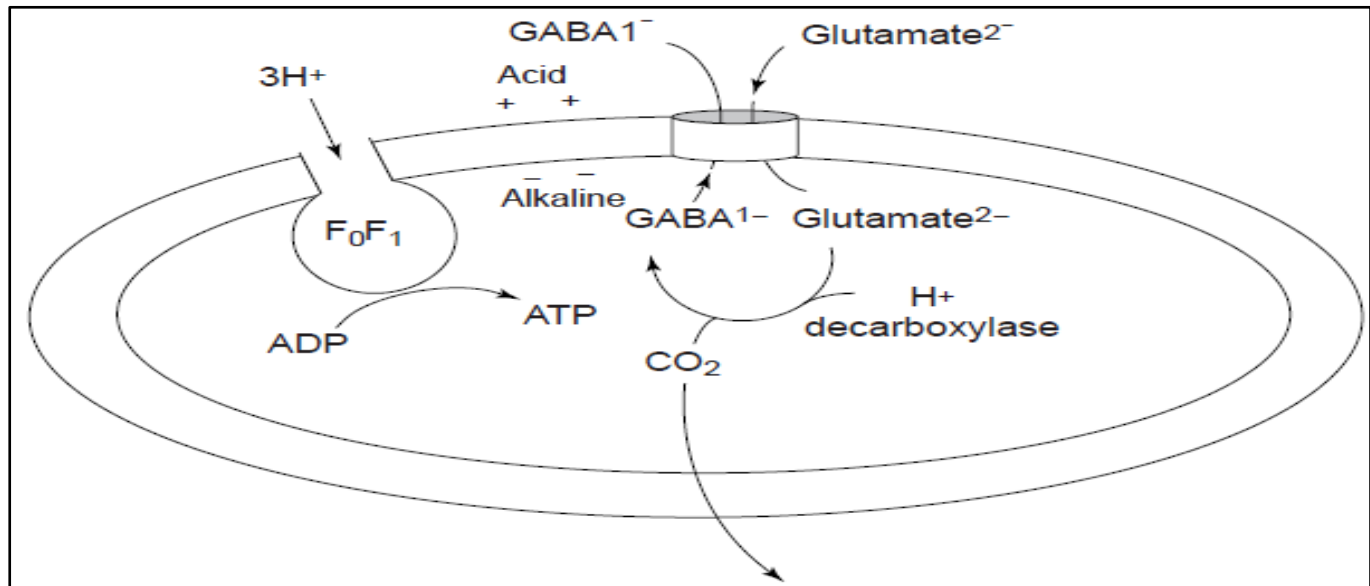 GABA1⁻
Glutamate²⁻
3H+
Acid
+ +
− −
Alkaline
GABA¹⁻
Glutamate²⁻
F₀F₁
ATP
H+
decarboxylase
ADP
CO₂